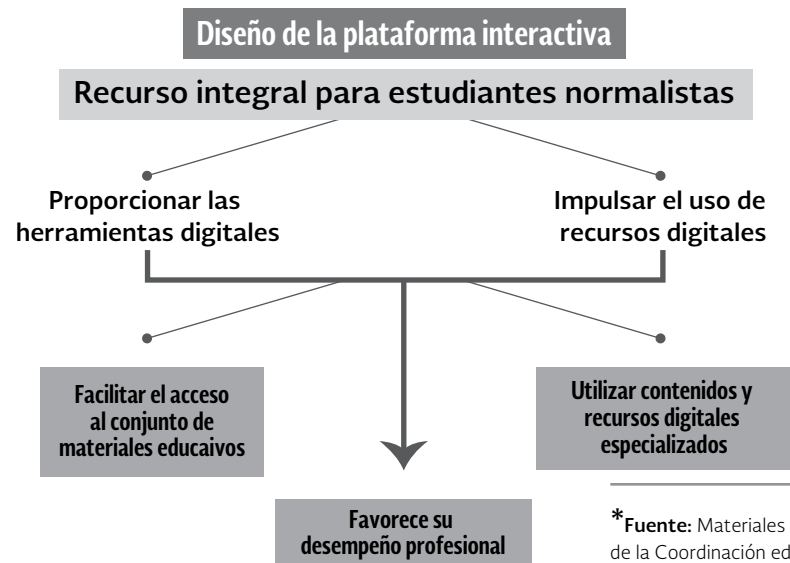 Diseño de la plataforma interactiva
Recurso integral para estudiantes normalistas
Proporcionar las
herramientas digitales
Impulsar el uso de
recursos digitales
Facilitar el acceso
al conjunto de
materiales educaivos
Utilizar contenidos y
recursos digitales
especializados
Favorece su
desempeño profesional
*Fuente: Materiales
de la Coordinación ed